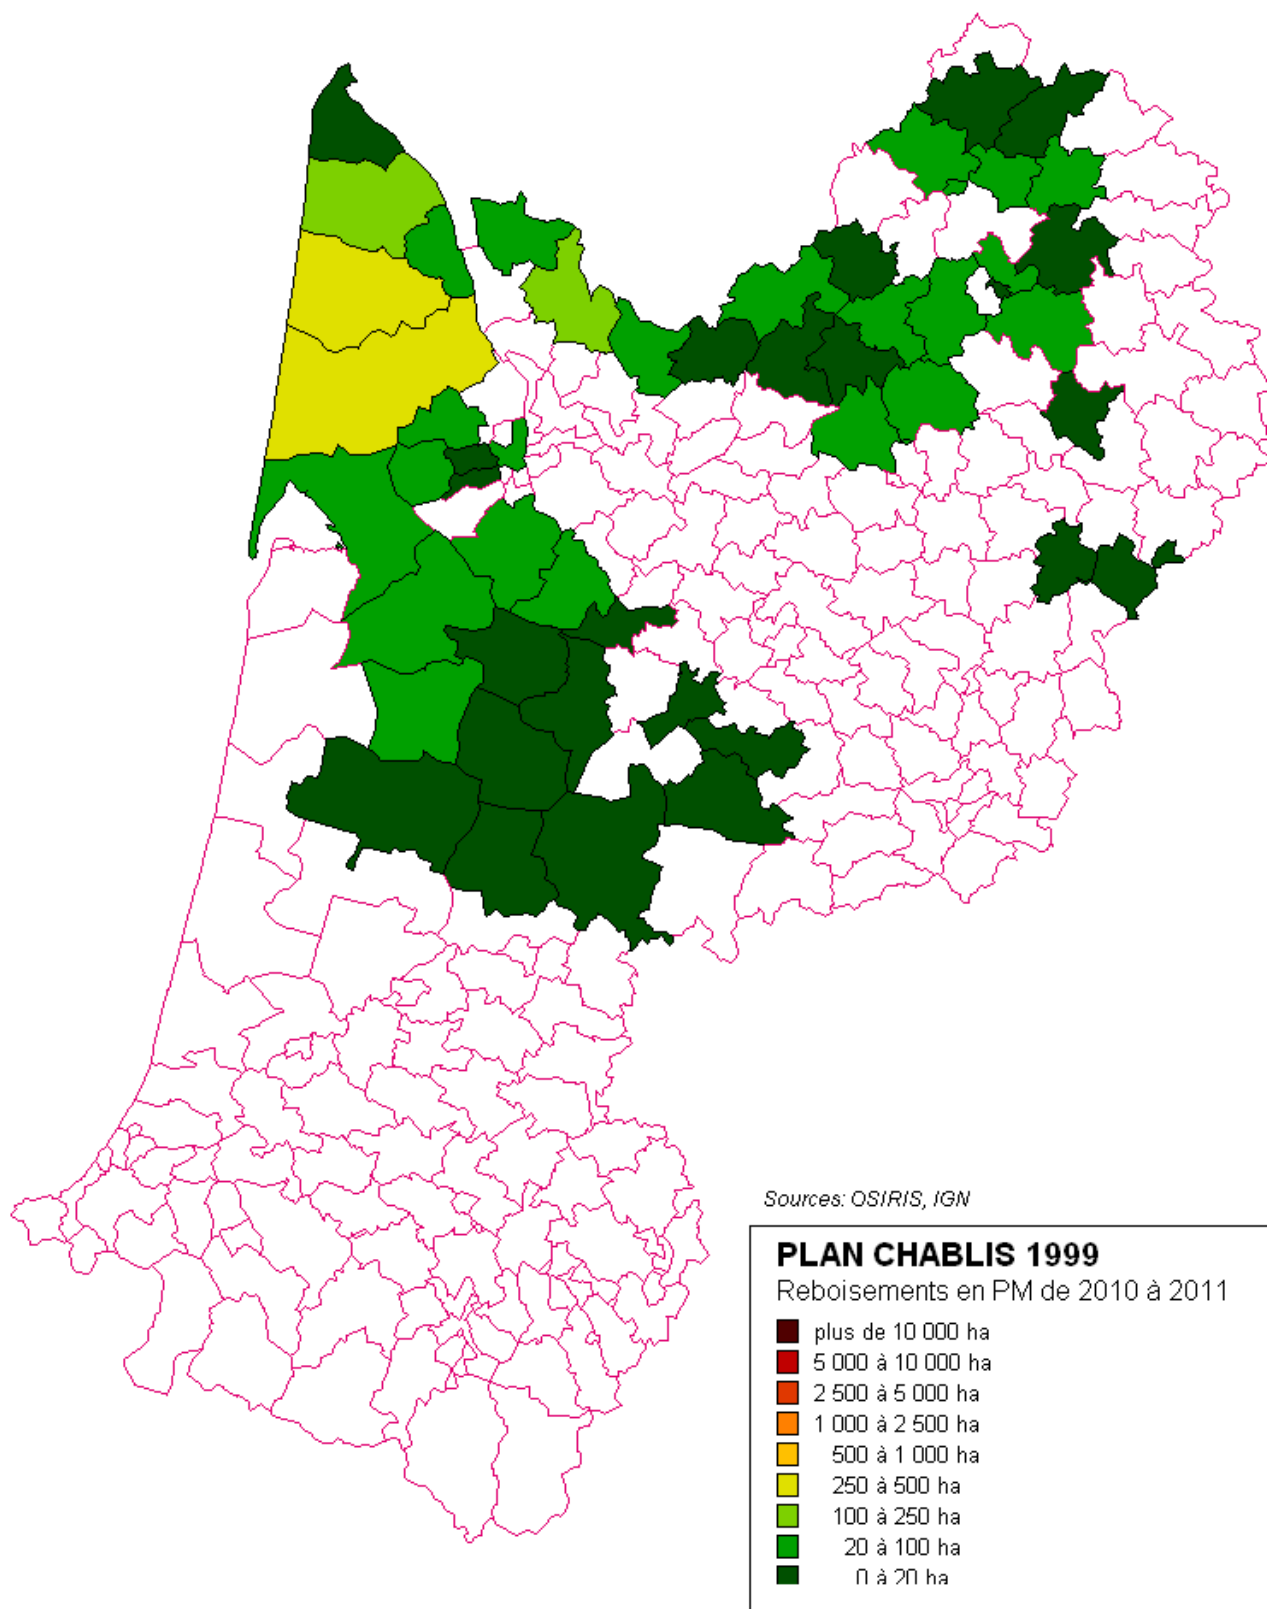 Sources: OSIRIS, IGN
PLAN CHABLIS 1999
Reboisements en PM de 2010 à 2011
plus de 10 000 ha
5 000 à 10 000 ha
2 500 à 5 000 ha
1 000 à 2 500 ha
500 à 1 000 ha
250 à 500 ha
100 à 250 ha
20 à 100 ha
0 à 20 ha